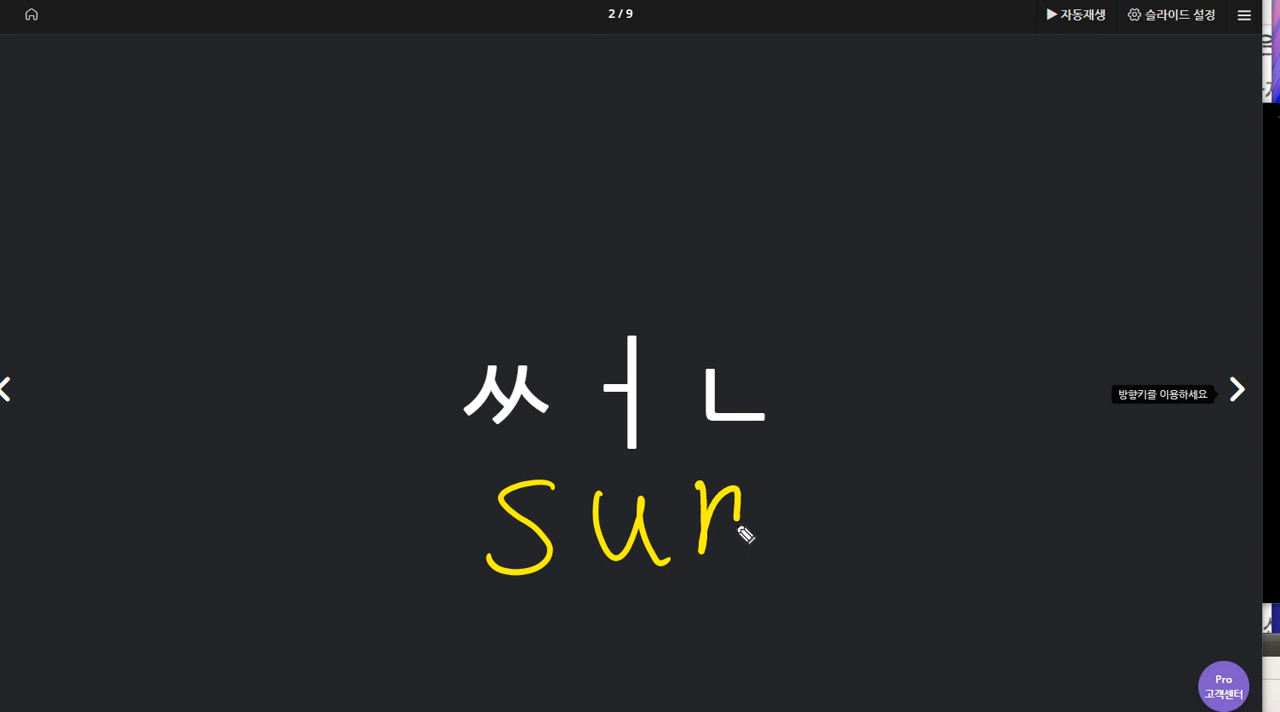 2 / 9
자동재생
슬라이드 설정
ㅆ ㅓ ㄴ
방향키를 이용하세요
sun
Pro
고객센터